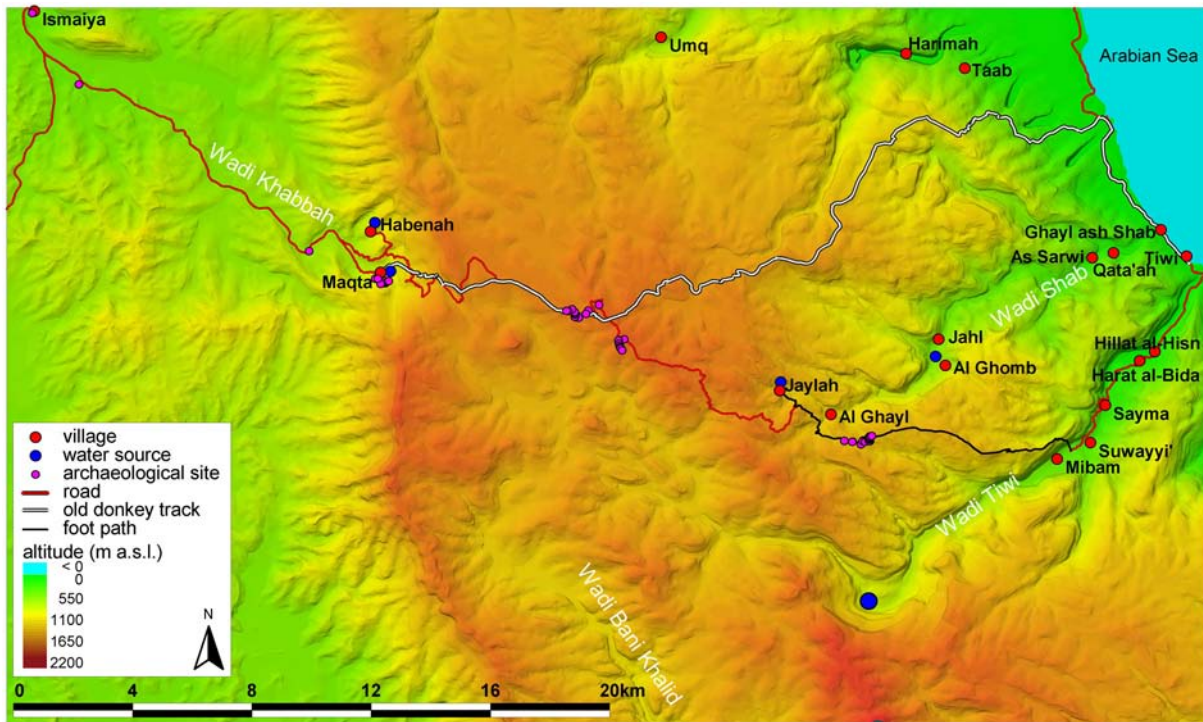 Ismaiya
Umq
Harimah
Taab
Arabian Sea
Wadi Khabbah
Habenah
Maqta
Ghayl ash Shab
As Sarwi
Qata'ah
Tiwi
Wadi Shab
Jahl
Al Ghomb
Hillat al-Hisn
Harat al-Bida
Jaylah
Al Ghayl
Sayma
Suwayyi'
Mibam
Wadi Tiwi
Wadi Bani Khalid
village
water source
archaeological site
road
old donkey track
foot path
altitude (m a.s.l.)
< 0
0
550
1100
1650
2200
N
0 4 8 12 16 20km